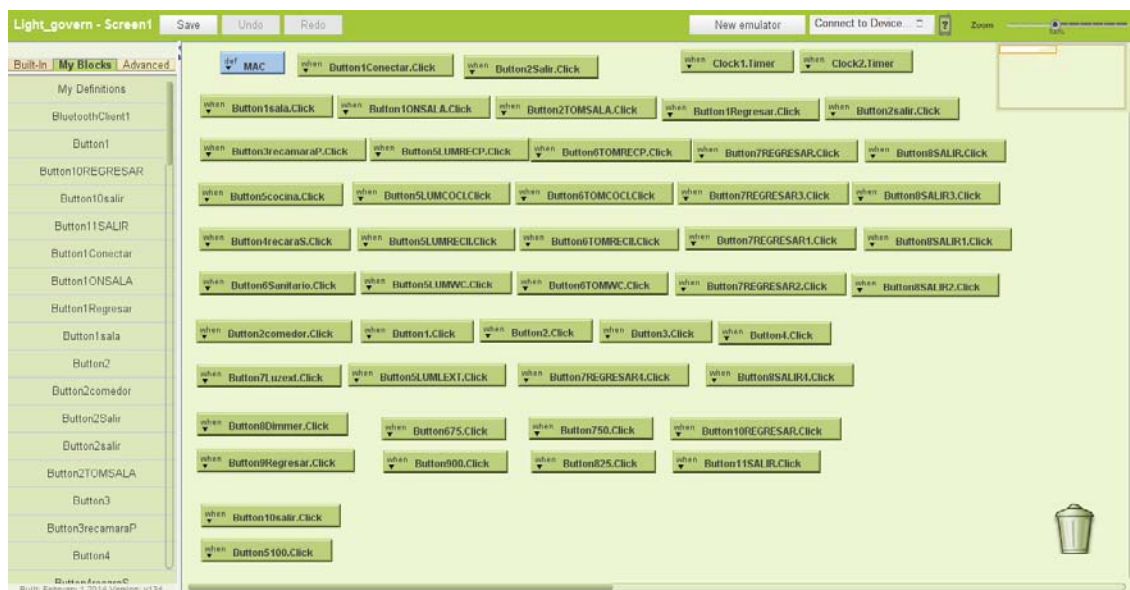 Light_govern - Screen1 Save Undo Redo New emulator Connect to Device... Zoom
Built-In My Blocks Advanced
My Definitions
BluetoothClient1
Button1
Button10REGRESAR
Button10salir
Button11SALIR
Button1Conectar
Button1ONSALA
Button1Regresar
Button1sala
Button2
Button2comedor
Button2Salir
Button2salir
Button2TOMSALA
Button3
Button3recamaraP
Button4
Button4recaraS
def MAC when Button1Conectar.Click when Button2Salir.Click when Clock1.Timer when Clock2.Timer
when Button1sala.Click when Button1ONSALA.Click when Button2TOMSALA.Click when Button1Regresar.Click when Button2salir.Click
when Button3recamaraP.Click when Button5LUMRECP.Click when Button6TOMRECP.Click when Button7REGRESAR.Click when Button8SALIR.Click
when Button5cocina.Click when Button5LUMCOCI.Click when Button6TOMCOCI.Click when Button7REGRESAR3.Click when Button8SALIR3.Click
when Button4recaraS.Click when Button5LUMRECII.Click when Button6TOMRECII.Click when Button7REGRESAR1.Click when Button8SALIR1.Click
when Button6Sanitario.Click when Button5LUMWC.Click when Button6TOMWC.Click when Button7REGRESAR2.Click when Button8SALIR2.Click
when Button2comedor.Click when Button1.Click when Button2.Click when Button3.Click when Button4.Click
when Button7Luzext.Click when Button5LUMLEXT.Click when Button7REGRESAR4.Click when Button8SALIR4.Click
when Button8Dimmer.Click when Button675.Click when Button750.Click when Button10REGRESAR.Click
when Button9Regresar.Click when Button900.Click when Button825.Click when Button11SALIR.Click
when Button10salir.Click
when Button5100.Click